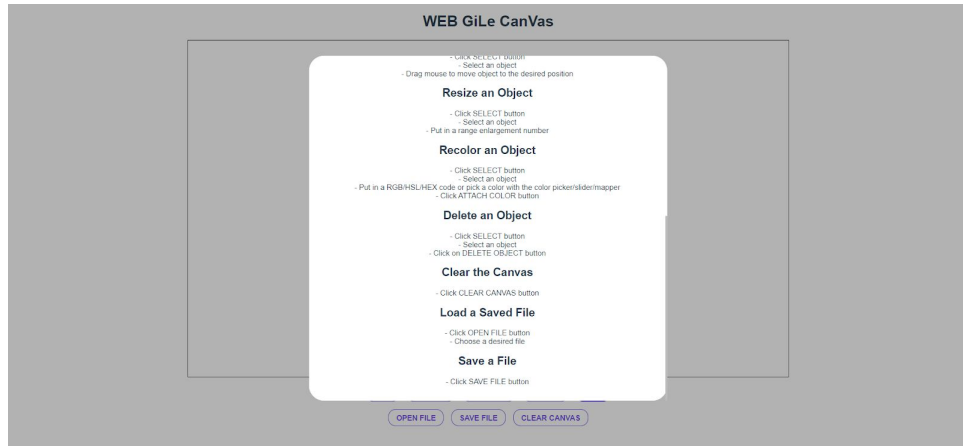 WEB GiLe CanVas
- Click SELECT button
- Select an object
- Drag mouse to move object to the desired position
Resize an Object
- Click SELECT button
- Select an object
- Put in a range enlargement number
Recolor an Object
- Click SELECT button
- Select an object
- Put in a RGB/HSL/HEX code or pick a color with the color picker/slider/mapper
- Click ATTACH COLOR button
Delete an Object
- Click SELECT button
- Select an object
- Click on DELETE OBJECT button
Clear the Canvas
- Click CLEAR CANVAS button
Load a Saved File
- Click OPEN FILE button
- Choose a desired file
Save a File
- Click SAVE FILE button
OPEN FILE SAVE FILE CLEAR CANVAS